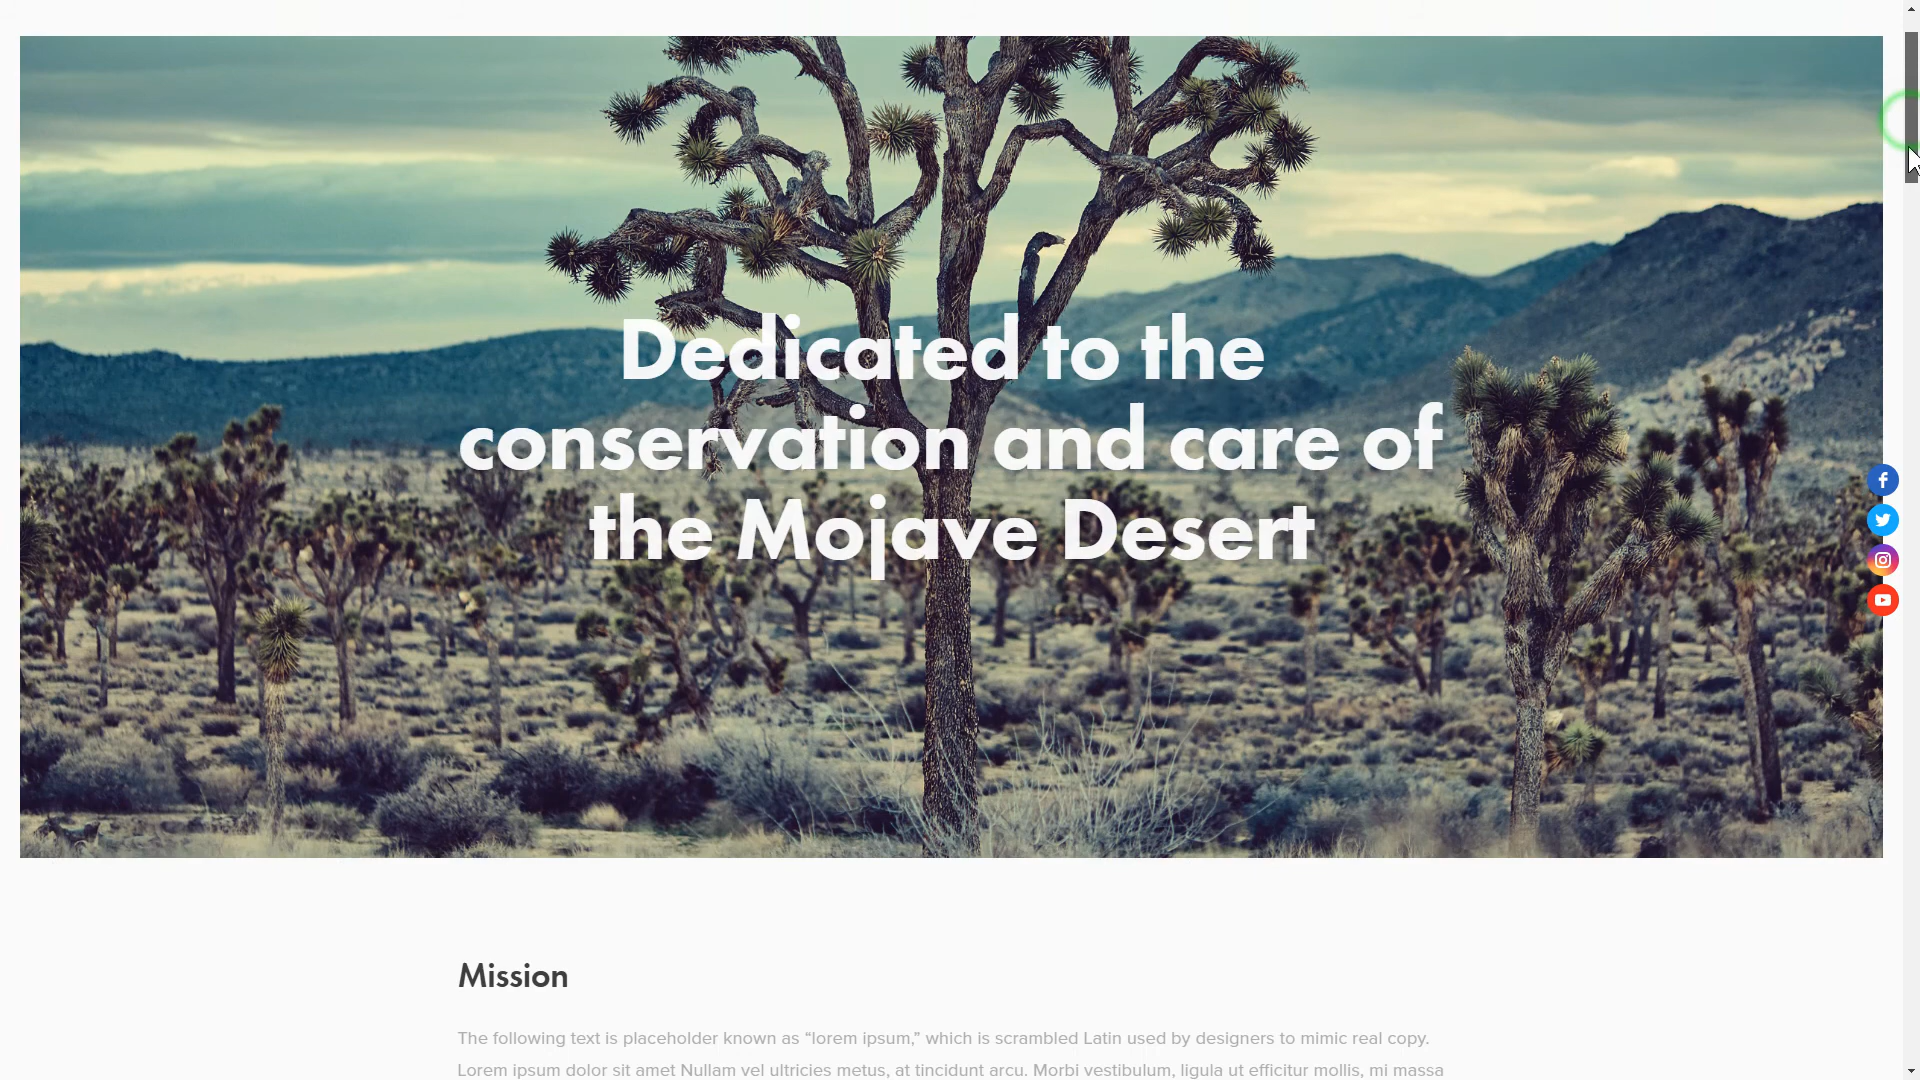 Dedicated to the
conservation and care of
the Mojave Desert
Mission
The following text is placeholder known as “lorem ipsum,” which is scrambled Latin used by designers to mimic real copy.
Lorem ipsum dolor sit amet Nullam vel ultricies metus, at tincidunt arcu. Morbi vestibulum, ligula ut efficitur mollis, mi massa